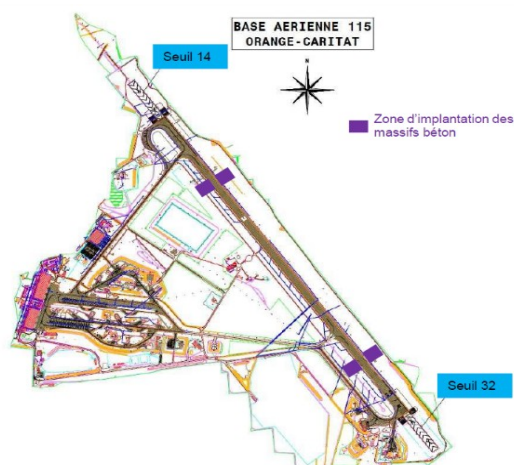 BASE AERIENNE 115
ORANGE-CARITAT
Seuil 14
N
Zone d'implantation des
massifs béton
Seuil 32